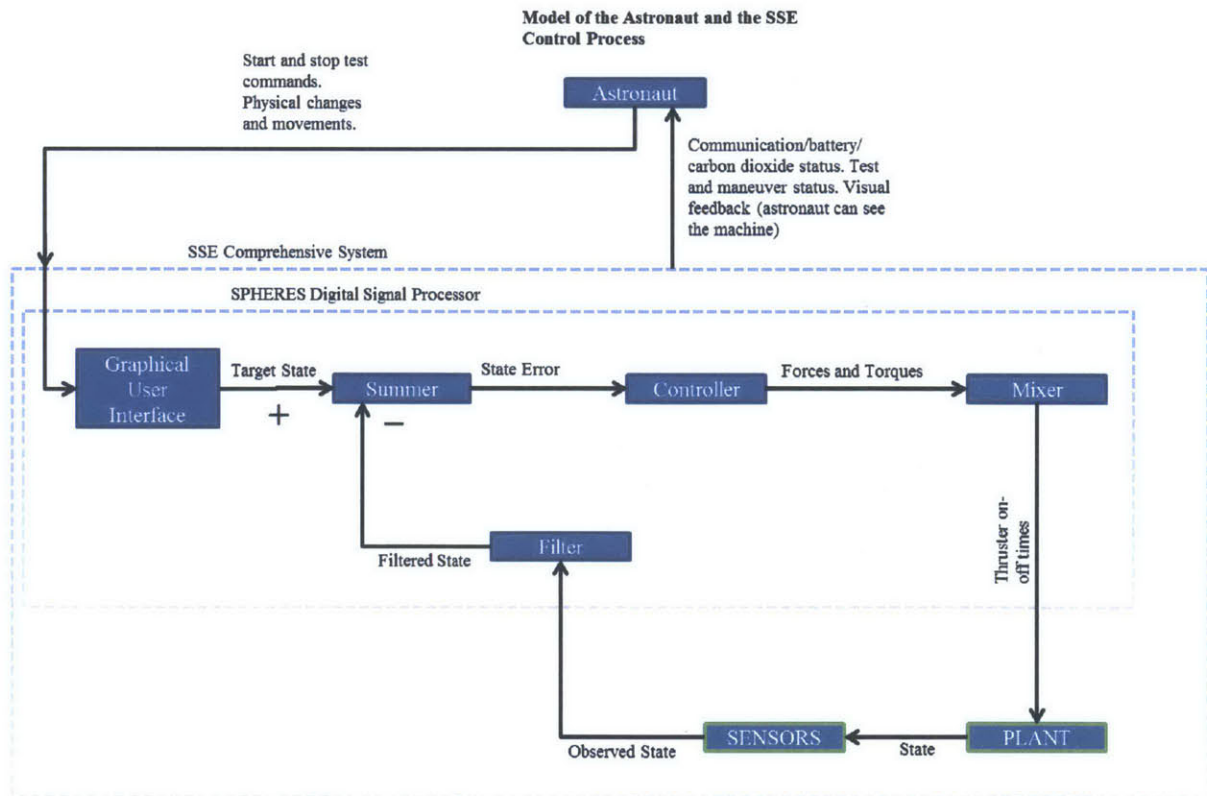 Model of the Astronaut and the SSE
Control Process
Start and stop test
commands.
Physical changes
and movements.
Astronaut
Communication/battery/
carbon dioxide status. Test
and maneuver status. Visual
feedback (astronaut can see
the machine)
SSE Comprehensive System
SPHERES Digital Signal Processor
Graphical
User
Interface
Target State
+
Summer
−
State Error
Controller
Forces and Torques
Mixer
Thruster on-
off times
Filter
Filtered State
Observed State
SENSORS
State
PLANT